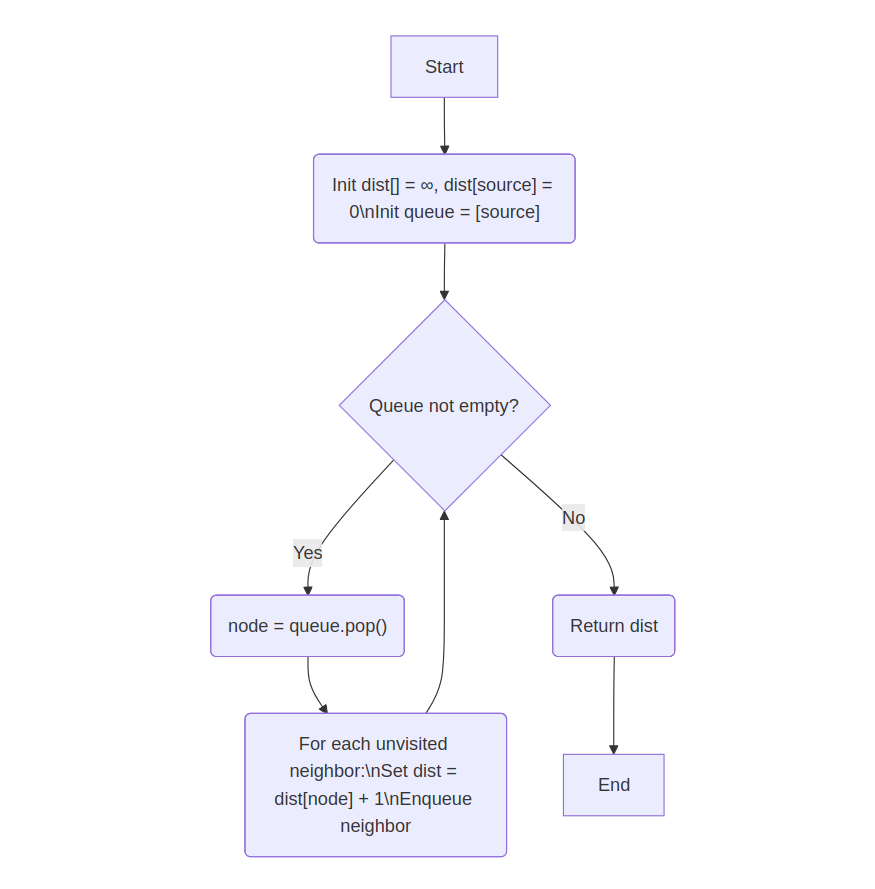 Start
Init dist[] = ∞, dist[source] =
0\nInit queue = [source]
Queue not empty?
No
Yes
node = queue.pop()
Return dist
For each unvisited
neighbor:\nSet dist =
dist[node] + 1\nEnqueue
neighbor
End